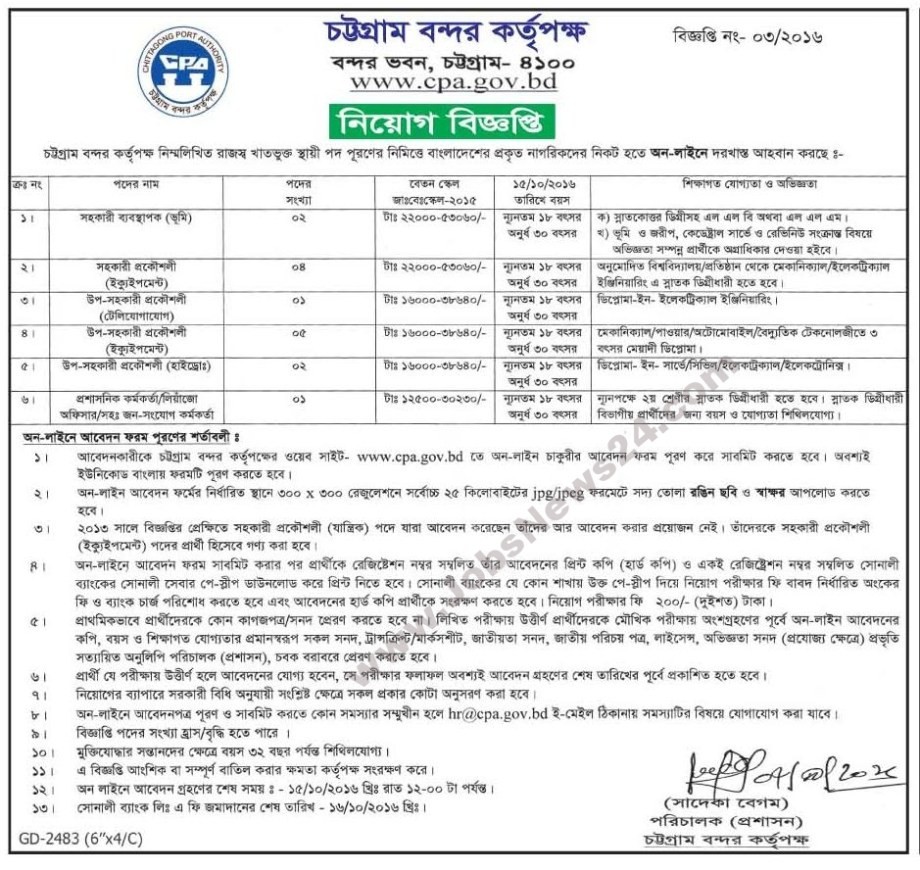 চট্টগ্রাম বন্দর কর্তৃপক্ষ
বিজ্ঞপ্তি নং- ০৩/২০১৬
বন্দর ভবন, চট্টগ্রাম- ৪১০০
www.cpa.gov.bd
CHITTAGONG PORT AUTHORITY
CPA
চট্টগ্রাম বন্দর কর্তৃপক্ষ
নিয়োগ বিজ্ঞপ্তি
চট্টগ্রাম বন্দর কর্তৃপক্ষ নিম্নলিখিত রাজস্ব খাতভুক্ত স্থায়ী পদ পূরণের নিমিত্তে বাংলাদেশের প্রকৃত নাগরিকদের নিকট হতে অন-লাইনে দরখাস্ত আহবান করছে ঃ-
ক্রঃ নং পদের নাম পদের সংখ্যা বেতন স্কেল জাঃবেঃস্কেল-২০১৫ ১৫/১০/২০১৬ তারিখে বয়স শিক্ষাগত যোগ্যতা ও অভিজ্ঞতা
১। সহকারী ব্যবস্থাপক (ভূমি) ০২ টাঃ ২২০০০-৫৩০৬০/- ন্যূনতম ১৮ বৎসর ক) স্নাতকোত্তর ডিগ্রীসহ এল এল বি অথবা এল এল এম।
অনুর্ধ ৩০ বৎসর খ) ভূমি ও জরীপ, কেডেষ্ট্রাল সার্ভে ও রেভিনিউ সংক্রান্ত বিষয়ে
অভিজ্ঞতা সম্পন্ন প্রার্থীকে অগ্রাধিকার দেওয়া হইবে।
২। সহকারী প্রকৌশলী ০৪ টাঃ ২২০০০-৫৩০৬০/- ন্যূনতম ১৮ বৎসর অনুমোদিত বিশ্ববিদ্যালয়/প্রতিষ্ঠান থেকে মেকানিক্যাল/ইলেকট্রিক্যাল
(ইক্যুইপমেন্ট) অনুর্ধ ৩০ বৎসর ইঞ্জিনিয়ারিং এ স্নাতক ডিগ্রীধারী হতে হবে।
৩। উপ-সহকারী প্রকৌশলী ০১ টাঃ ১৬০০০-৩৮৬৪০/- ন্যূনতম ১৮ বৎসর ডিপ্লোমা-ইন- ইলেকট্রিক্যাল ইঞ্জিনিয়ারিং।
(টেলিযোগাযোগ) অনুর্ধ ৩০ বৎসর
৪। উপ-সহকারী প্রকৌশলী ০৫ টাঃ ১৬০০০-৩৮৬৪০/- ন্যূনতম ১৮ বৎসর মেকানিক্যাল/পাওয়ার/অটোমোবাইল/বৈদ্যুতিক টেকনোলজীতে ৩
(ইক্যুইপমেন্ট) অনুর্ধ ৩০ বৎসর বৎসর মেয়াদী ডিপ্লোমা।
৫। উপ-সহকারী প্রকৌশলী (হাইড্রোঃ) ০২ টাঃ ১৬০০০-৩৮৬৪০/- ন্যূনতম ১৮ বৎসর ডিপ্লোমা- ইন- সার্ভে/সিভিল/ইলেকট্রিক্যাল/ইলেকট্রোনিক্স।
অনুর্ধ ৩০ বৎসর
৬। প্রশাসনিক কর্মকর্তা/লিয়াজো ০১ টাঃ ১২৫০০-৩০২৩০/- ন্যূনতম ১৮ বৎসর ন্যূনপক্ষে ২য় শ্রেণীর স্নাতক ডিগ্রীধারী হতে হবে। স্নাতক ডিগ্রীধারী
অফিসার/সহঃ জন-সংযোগ কর্মকর্তা অনুর্ধ ৩০ বৎসর বিভাগীয় প্রার্থীদের জন্য বয়স ও যোগ্যতা শিথিলযোগ্য।
অন-লাইনে আবেদন ফরম পূরণের শর্তাবলী ঃ
১। আবেদনকারীকে চট্টগ্রাম বন্দর কর্তৃপক্ষের ওয়েব সাইট- www.cpa.gov.bd তে অন-লাইন চাকুরীর আবেদন ফরম পূরণ করে সাবমিট করতে হবে। অবশ্যই
ইউনিকোড বাংলায় ফরমটি পূরণ করতে হবে।
২। অন-লাইন আবেদন ফর্মের নির্ধারিত স্থানে ৩০০ x ৩০০ রেজুলেশনে সর্বোচ্চ ২৫ কিলোবাইটের jpg/jpeg ফরমেটে সদ্য তোলা রঙিন ছবি ও স্বাক্ষর আপলোড করতে
হবে।
৩। ২০১৩ সালে বিজ্ঞপ্তির প্রেক্ষিতে সহকারী প্রকৌশলী (যান্ত্রিক) পদে যারা আবেদন করেছেন তাঁদের আর আবেদন করার প্রয়োজন নেই। তাঁদেরকে সহকারী প্রকৌশলী
(ইক্যুইপমেন্ট) পদের প্রার্থী হিসেবে গণ্য করা হবে।
৪। অন-লাইনে আবেদন ফরম সাবমিট করার পর প্রার্থীকে রেজিষ্টেশন নম্বর সম্বলিত তাঁর আবেদনের প্রিন্ট কপি (হার্ড কপি) ও একই রেজিষ্ট্রেশন নম্বর সম্বলিত সোনালী
ব্যাংকের সোনালী সেবার পে-স্লীপ ডাউনলোড করে প্রিন্ট নিতে হবে। সোনালী ব্যাংকের যে কোন শাখায় উক্ত পে-স্লীপ দিয়ে নিয়োগ পরীক্ষার ফি বাবদ নির্ধারিত অংকের
ফি ও ব্যাংক চার্জ পরিশোধ করতে হবে এবং আবেদনের হার্ড কপি প্রার্থীকে সংরক্ষণ করতে হবে। নিয়োগ পরীক্ষার ফি ২০০/- (দুইশত) টাকা।
৫। প্রাথমিকভাবে প্রার্থীদেরকে কোন কাগজপত্র/সনদ প্রেরণ করতে হবে না। লিখিত পরীক্ষায় উত্তীর্ণ প্রার্থীদেরকে মৌখিক পরীক্ষায় অংশগ্রহণের পূর্বে অন-লাইন আবেদনের
কপি, বয়স ও শিক্ষাগত যোগ্যতার প্রমানস্বরূপ সকল সনদ, ট্রান্সক্রিপ্ট/মার্কসশীট, জাতীয়তা সনদ, জাতীয় পরিচয় পত্র, লাইসেন্স, অভিজ্ঞতা সনদ (প্রযোজ্য ক্ষেত্রে) প্রভৃতি
সত্যায়িত অনুলিপি পরিচালক (প্রশাসন), চবক বরাবরে প্রেরণ করতে হবে।
৬। প্রার্থী যে পরীক্ষায় উত্তীর্ণ হলে আবেদনের যোগ্য হবেন, সে পরীক্ষার ফলাফল অবশ্যই আবেদন গ্রহণের শেষ তারিখের পূর্বে প্রকাশিত হতে হবে।
৭। নিয়োগের ব্যাপারে সরকারী বিধি অনুযায়ী সংশ্লিষ্ট ক্ষেত্রে সকল প্রকার কোটা অনুসরণ করা হবে।
৮। অন-লাইনে আবেদনপত্র পূরণ ও সাবমিট করতে কোন সমস্যার সম্মুখীন হলে hr@cpa.gov.bd ই-মেইল ঠিকানায় সমস্যাটির বিষয়ে যোগাযোগ করা যাবে।
৯। বিজ্ঞাপ্তি পদের সংখ্যা হ্রাস/বৃদ্ধি হতে পারে ।
১০। মুক্তিযোদ্ধার সন্তানদের ক্ষেত্রে বয়স ৩২ বছর পর্যন্ত শিথিলযোগ্য।
১১। এ বিজ্ঞপ্তি আংশিক বা সম্পূর্ণ বাতিল করার ক্ষমতা কর্তৃপক্ষ সংরক্ষণ করে।
১২। অন লাইনে আবেদন গ্রহণের শেষ সময় ঃ - ১৫/১০/২০১৬ খ্রিঃ রাত ১২-০০ টা পর্যন্ত।
১৩। সোনালী ব্যাংক লিঃ এ ফি জমাদানের শেষ তারিখ - ১৬/১০/২০১৬ খ্রিঃ।
(সাদেকা বেগম)
পরিচালক (প্রশাসন)
চট্টগ্রাম বন্দর কর্তৃপক্ষ
GD-2483 (6"x4/C)
www.JobsNews24.com